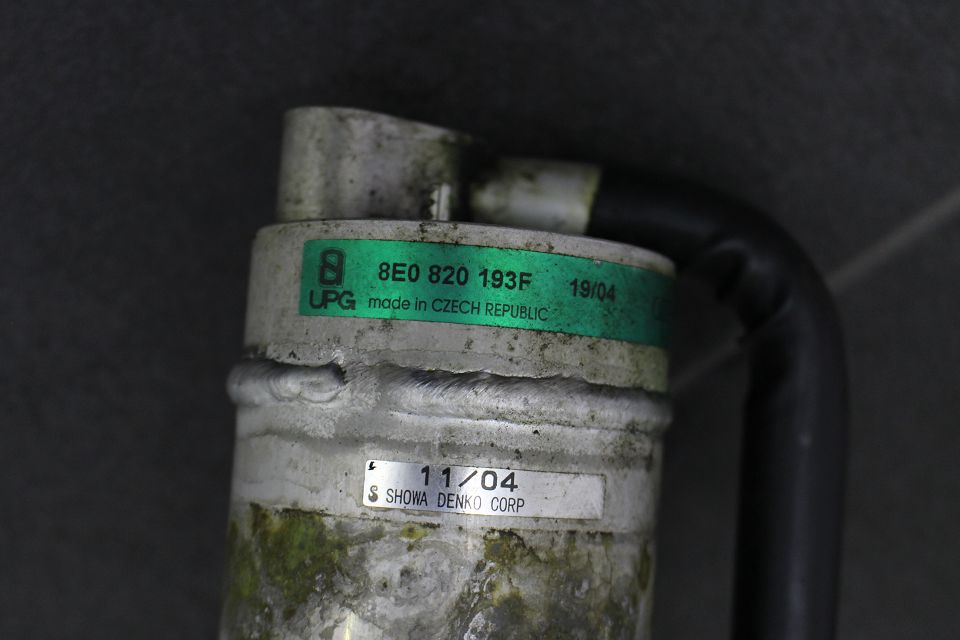 8E0 820 193F 19/04
UPG made in CZECH REPUBLIC
11/04
SHOWA DENKO CORP